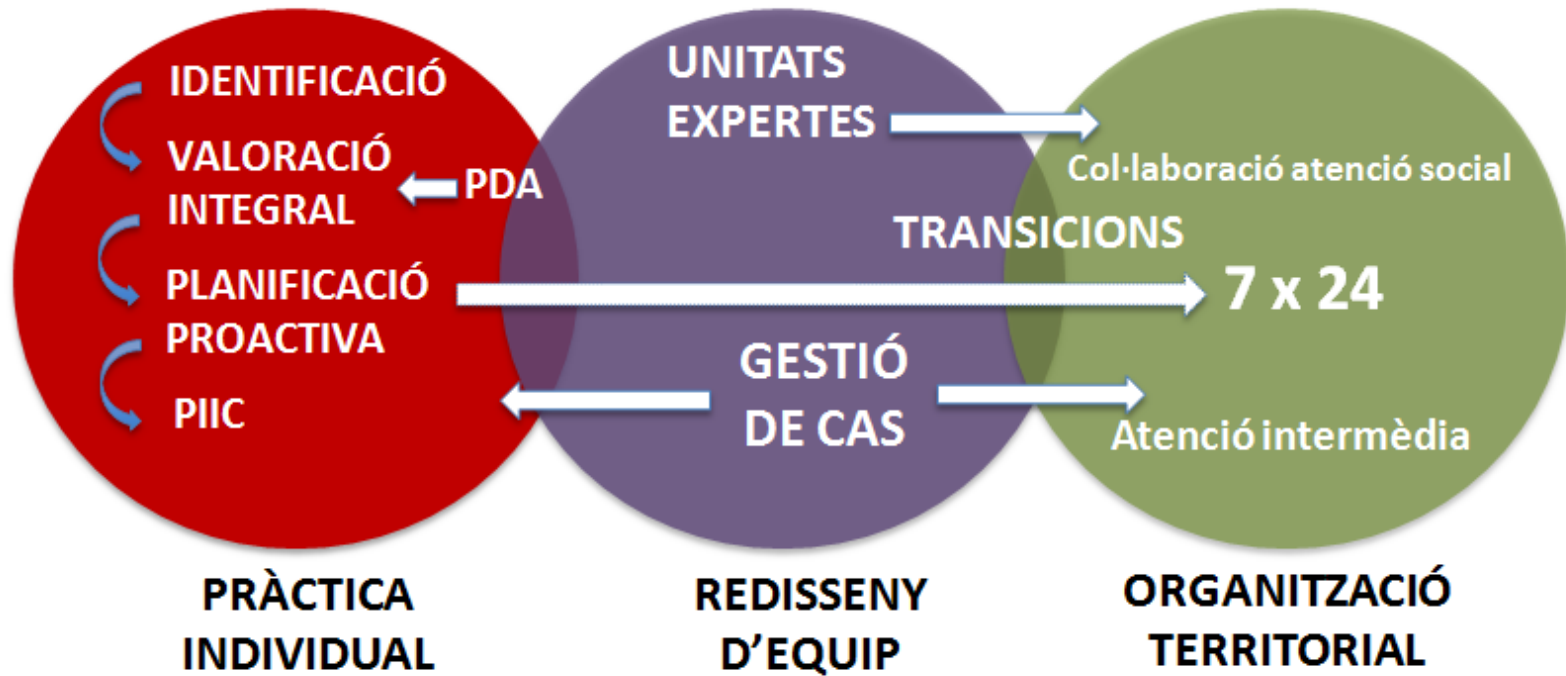 IDENTIFICACIÓ
VALORACIÓ
INTEGRAL
PDA
PLANIFICACIÓ
PROACTIVA
PIIC
UNITATS
EXPERTES
TRANSICIONS
GESTIÓ
DE CAS
Col·laboració atenció social
7 x 24
Atenció intermèdia
PRÀCTICA
INDIVIDUAL
REDISSENY
D’EQUIP
ORGANITZACIÓ
TERRITORIAL